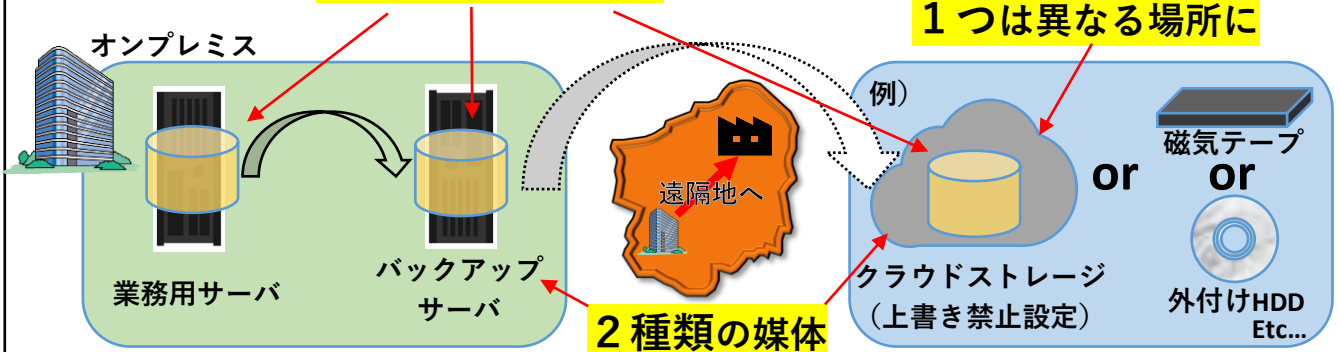 1つは異なる場所に
オンプレミス
例）
磁気テープ
or
or
遠隔地へ
業務用サーバ
バックアップ
サーバ
クラウドストレージ
（上書き禁止設定）
外付けHDD
Etc...
2種類の媒体